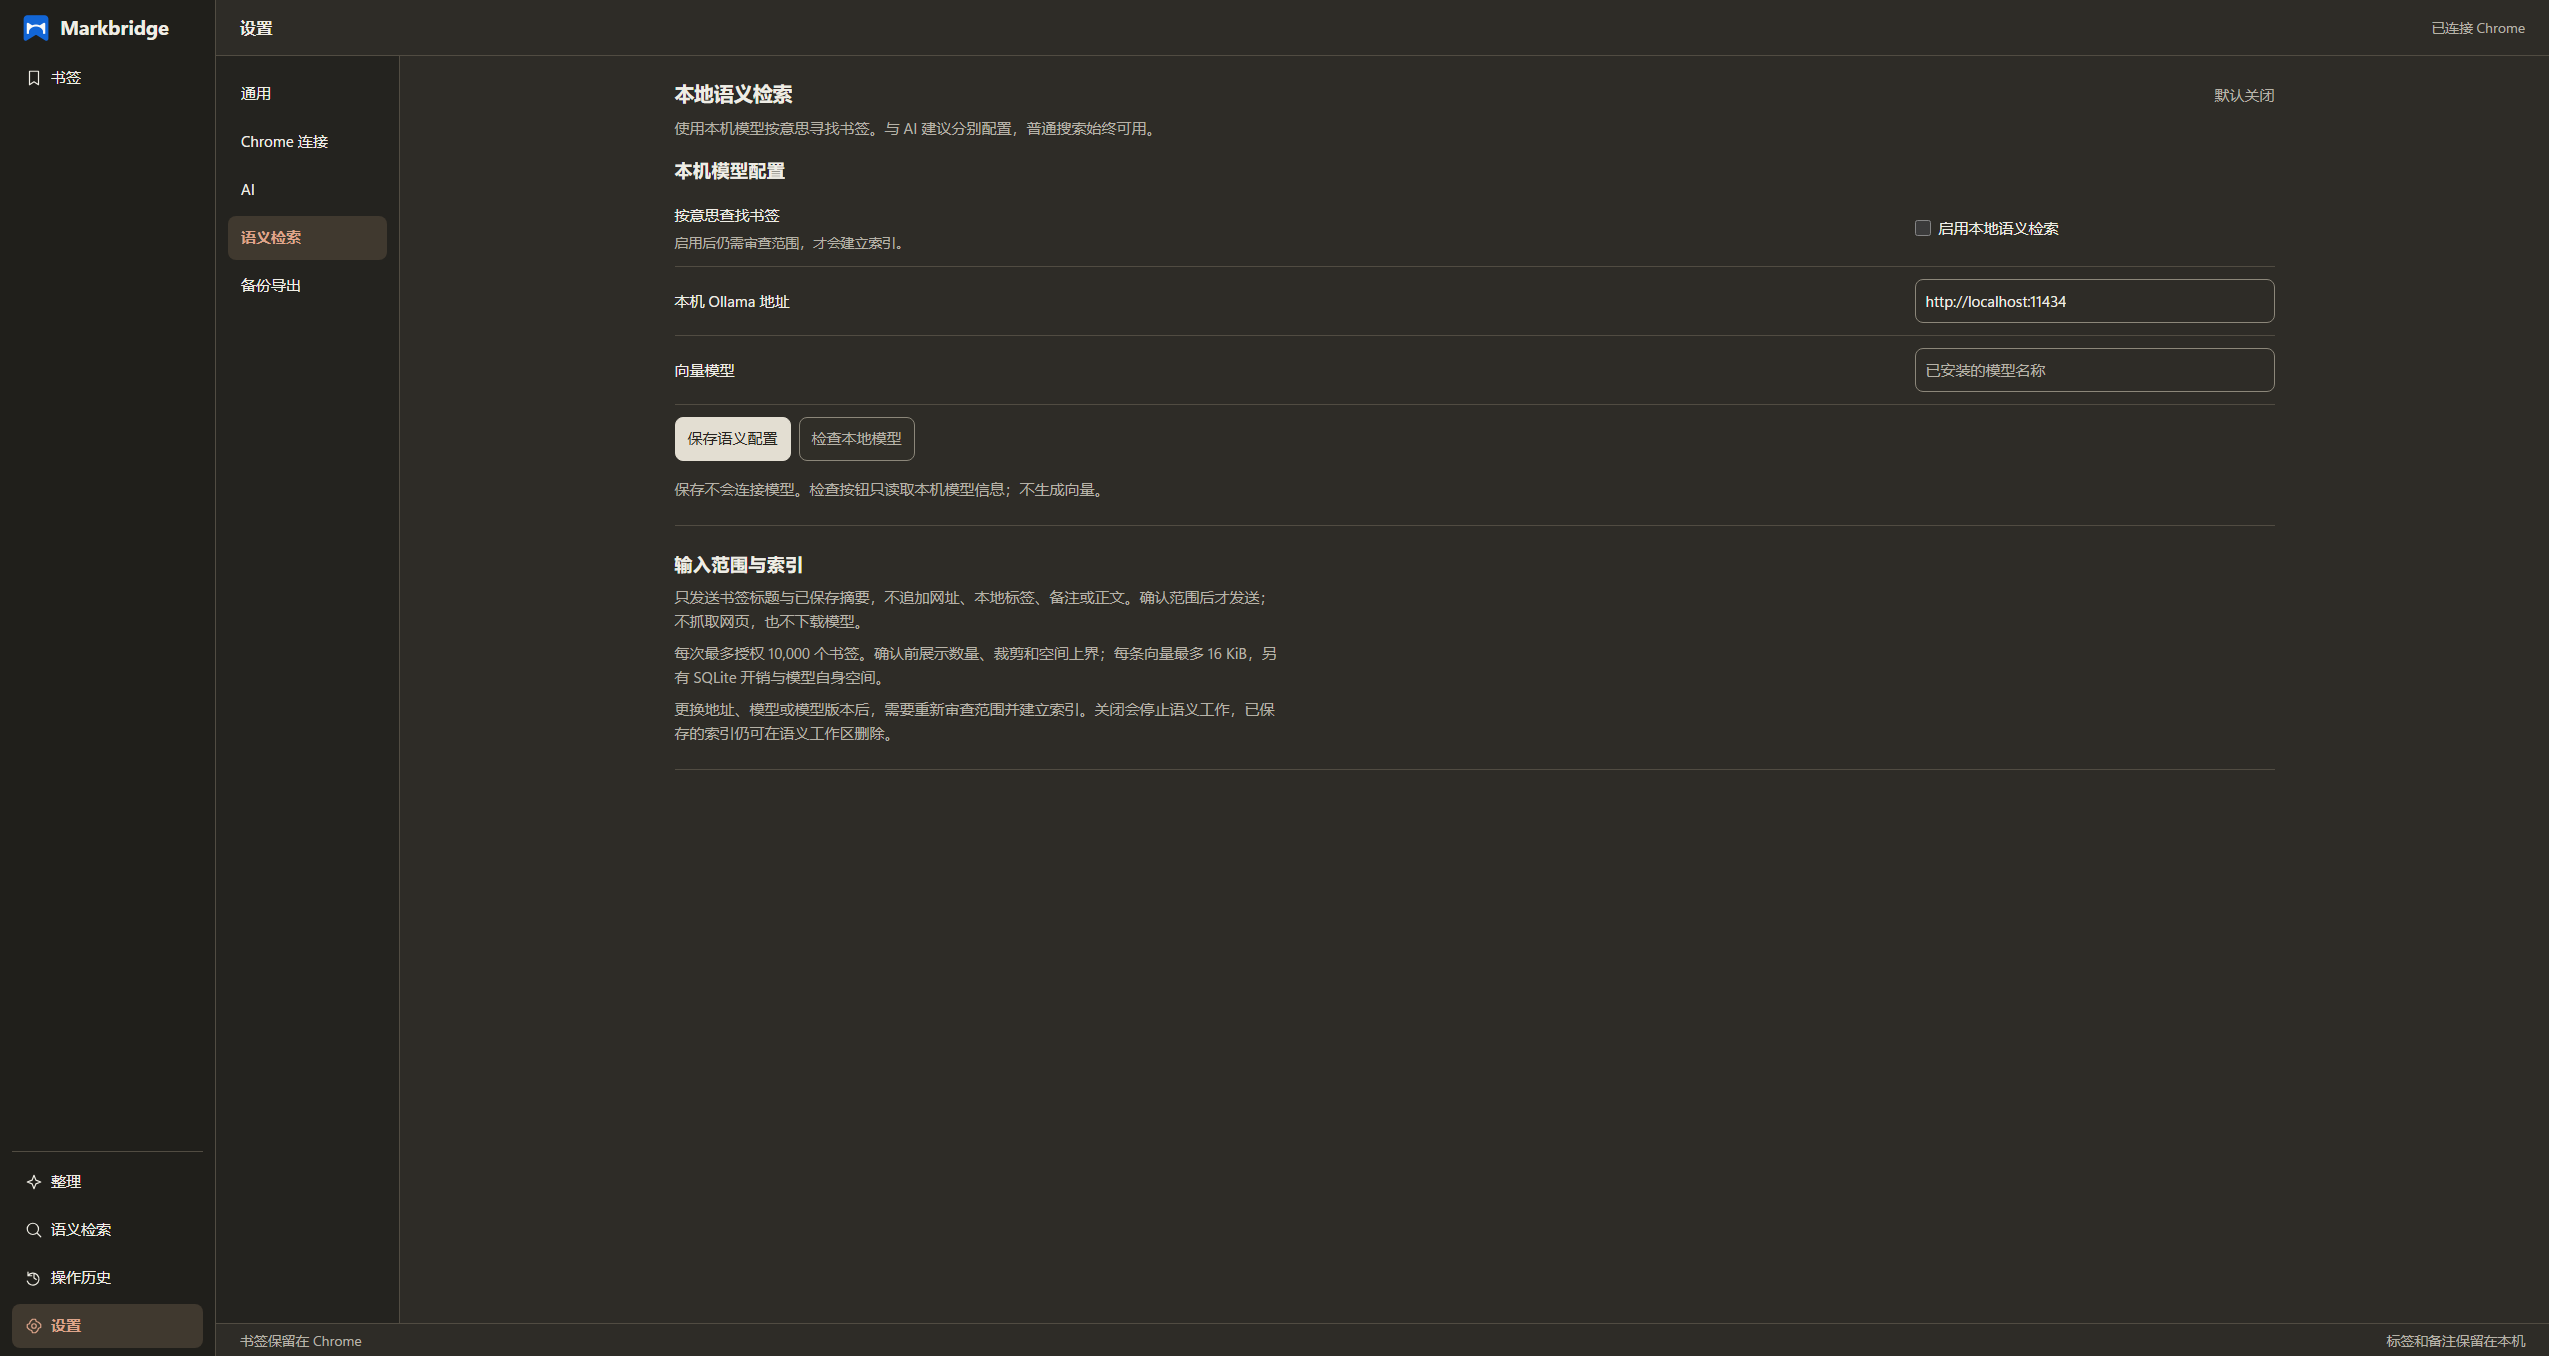 Markbridge
书签
整理
语义检索
操作历史
设置
设置
已连接 Chrome
通用
Chrome 连接
AI
语义检索
备份导出
本地语义检索
默认关闭
使用本机模型按意思寻找书签。与 AI 建议分别配置，普通搜索始终可用。
本机模型配置
按意思查找书签
启用后仍需审查范围，才会建立索引。
启用本地语义检索
本机 Ollama 地址
http://localhost:11434
向量模型
已安装的模型名称
保存语义配置
检查本地模型
保存不会连接模型。检查按钮只读取本机模型信息；不生成向量。
输入范围与索引
只发送书签标题与已保存摘要，不追加网址、本地标签、备注或正文。确认范围后才发送；
不抓取网页，也不下载模型。
每次最多授权 10,000 个书签。确认前展示数量、裁剪和空间上界；每条向量最多 16 KiB，另
有 SQLite 开销与模型自身空间。
更换地址、模型或模型版本后，需要重新审查范围并建立索引。关闭会停止语义工作，已保
存的索引仍可在语义工作区删除。
书签保留在 Chrome
标签和备注保留在本机